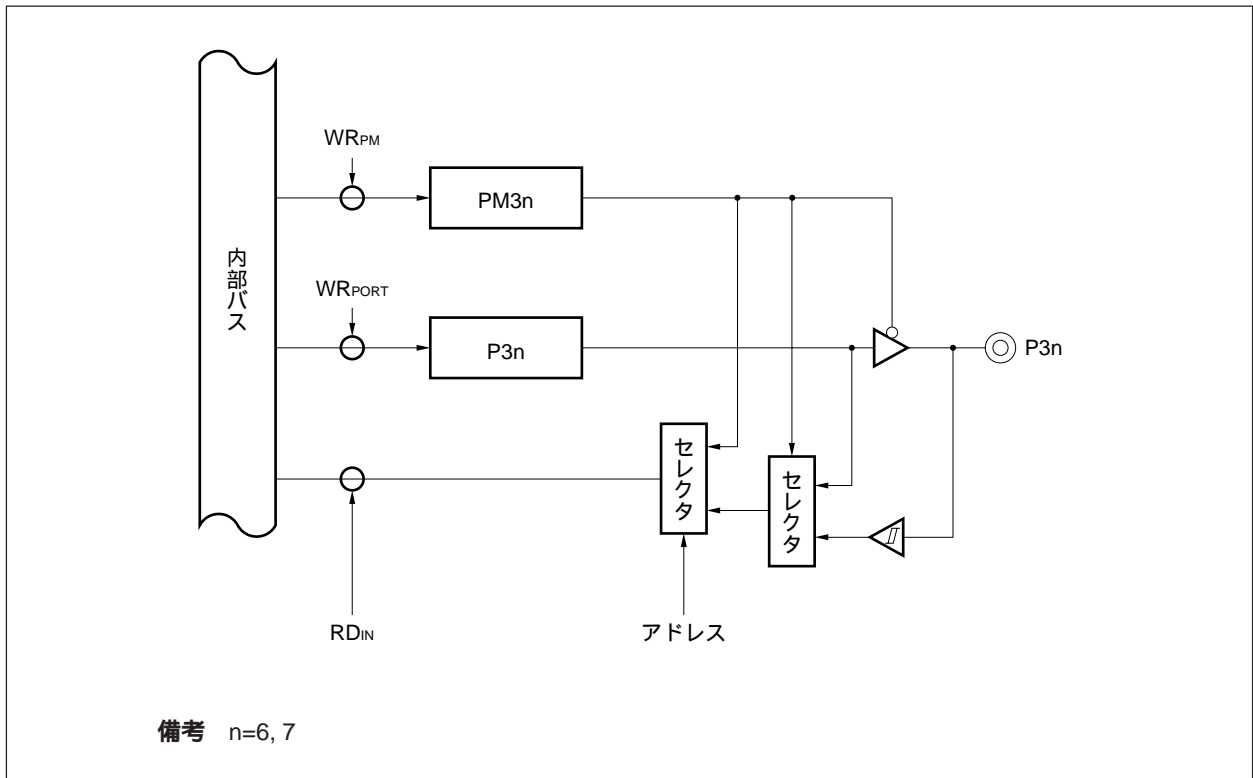 WRPM
PM3n
内部バス
WRPORT
P3n
P3n
セレクタ
セレクタ
RDIN
アドレス
備考 n=6, 7